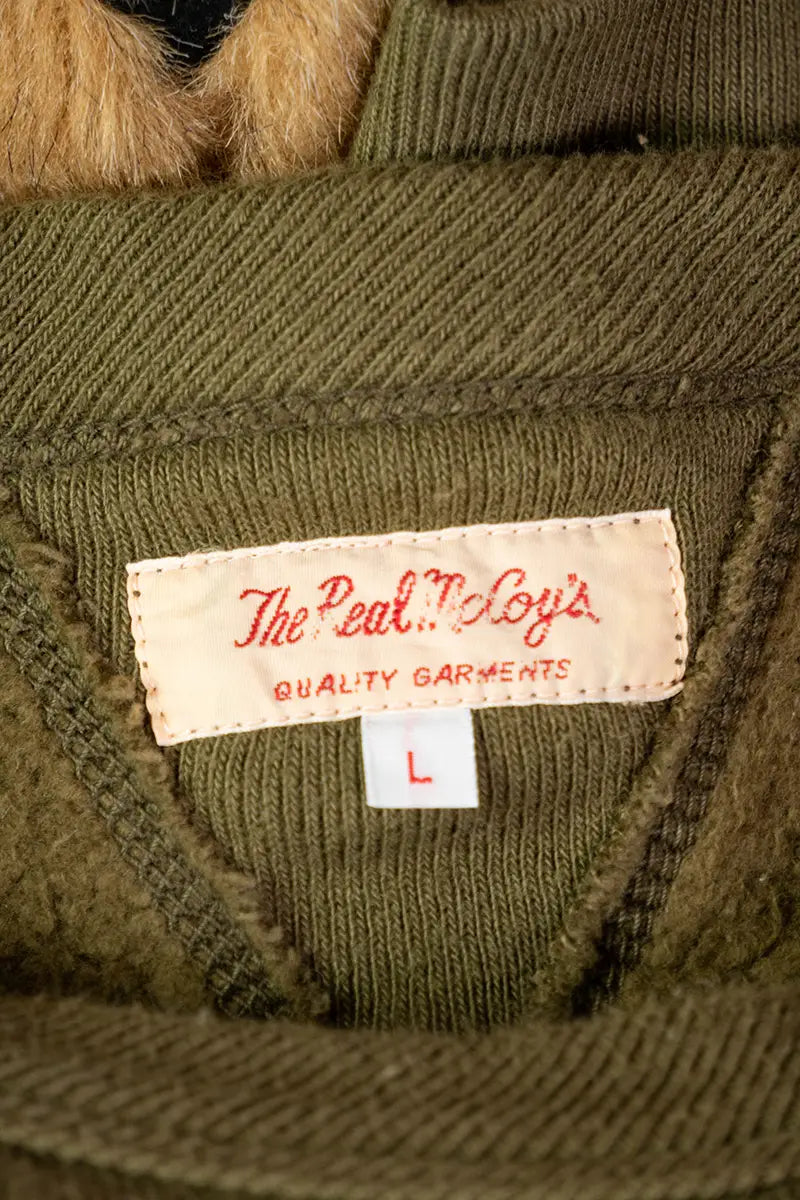 The Real McCoy's
QUALITY GARMENTS
L